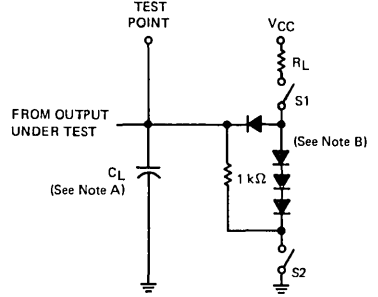 TEST
POINT
VCC
RL
S1
FROM OUTPUT
UNDER TEST
(See Note B)
CL
(See Note A)
1 kΩ
S2